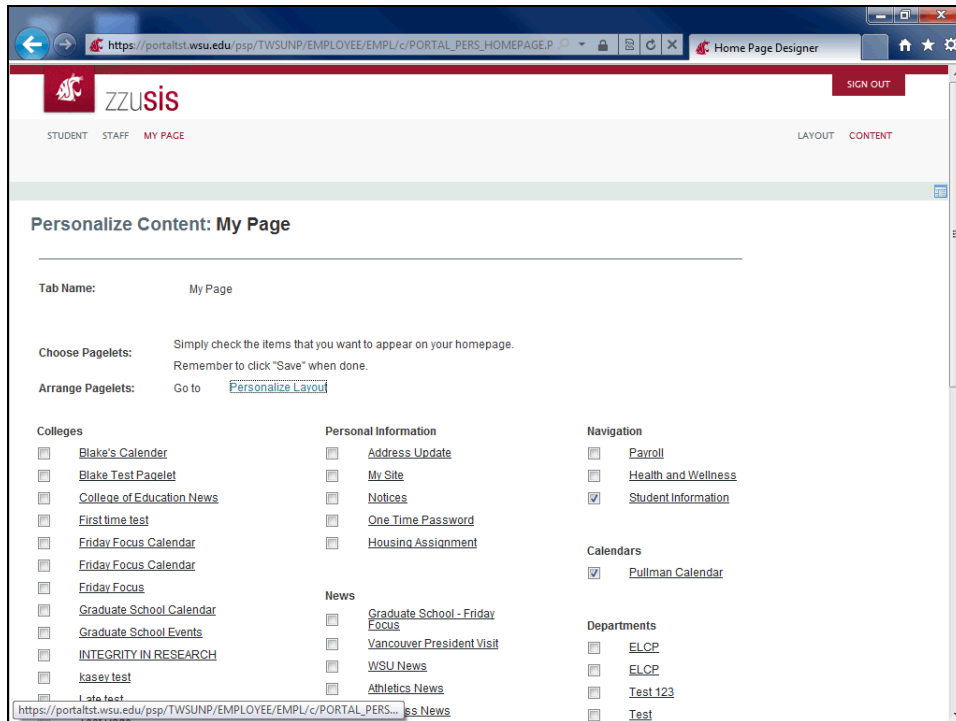 https://portaltst.wsu.edu/psp/TWSUNP/EMPLOYEE/EMPL/c/PORTAL_PERS_HOMEPAGE.P
Home Page Designer
zzusis
SIGN OUT
STUDENT STAFF MY PAGE
LAYOUT CONTENT
Personalize Content: My Page
Tab Name: My Page
Choose Pagelets: Simply check the items that you want to appear on your homepage.
Remember to click "Save" when done.
Arrange Pagelets: Go to Personalize Layout
Colleges
Blake's Calender
Blake Test Pagelet
College of Education News
First time test
Friday Focus Calendar
Friday Focus Calendar
Friday Focus
Graduate School Calendar
Graduate School Events
INTEGRITY IN RESEARCH
kasey test
Late test
Personal Information
Address Update
My Site
Notices
One Time Password
Housing Assignment
News
Graduate School - Friday
Focus
Vancouver President Visit
WSU News
Athletics News
ss News
Navigation
Payroll
Health and Wellness
Student Information
Calendars
Pullman Calendar
Departments
ELCP
ELCP
Test 123
Test
https://portaltst.wsu.edu/psp/TWSUNP/EMPLOYEE/EMPL/c/PORTAL_PERS...